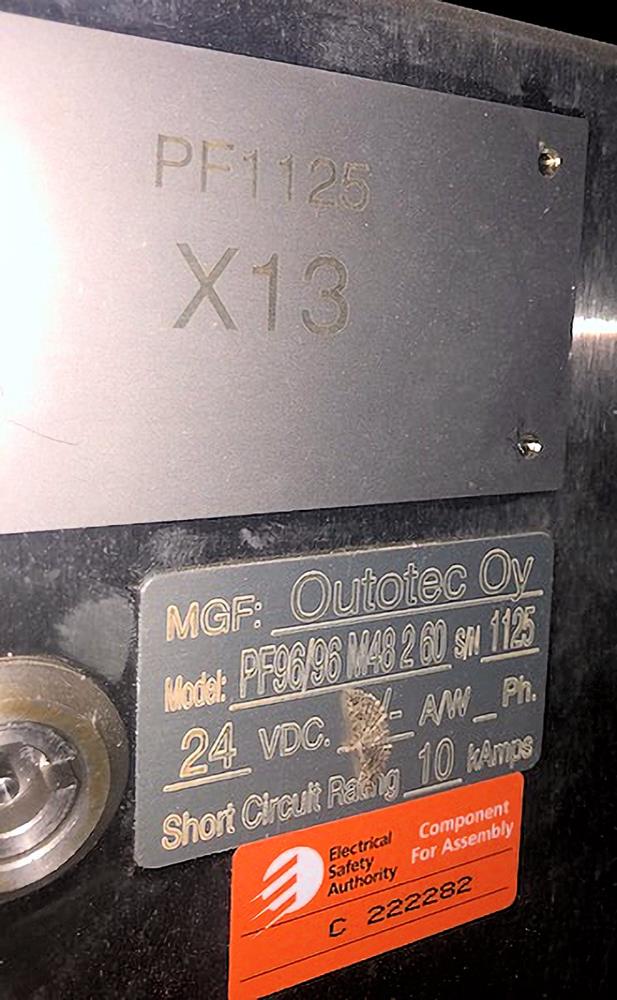 PF1125
X13
MGF: Outotec Oy
Model: PF96/96 M48 2 60 S/N 1125
24 VDC. -/- A/W _ Ph.
Short Circuit Rating 10 kAmps
Electrical
Safety
Authority
Component
For Assembly
C 222282